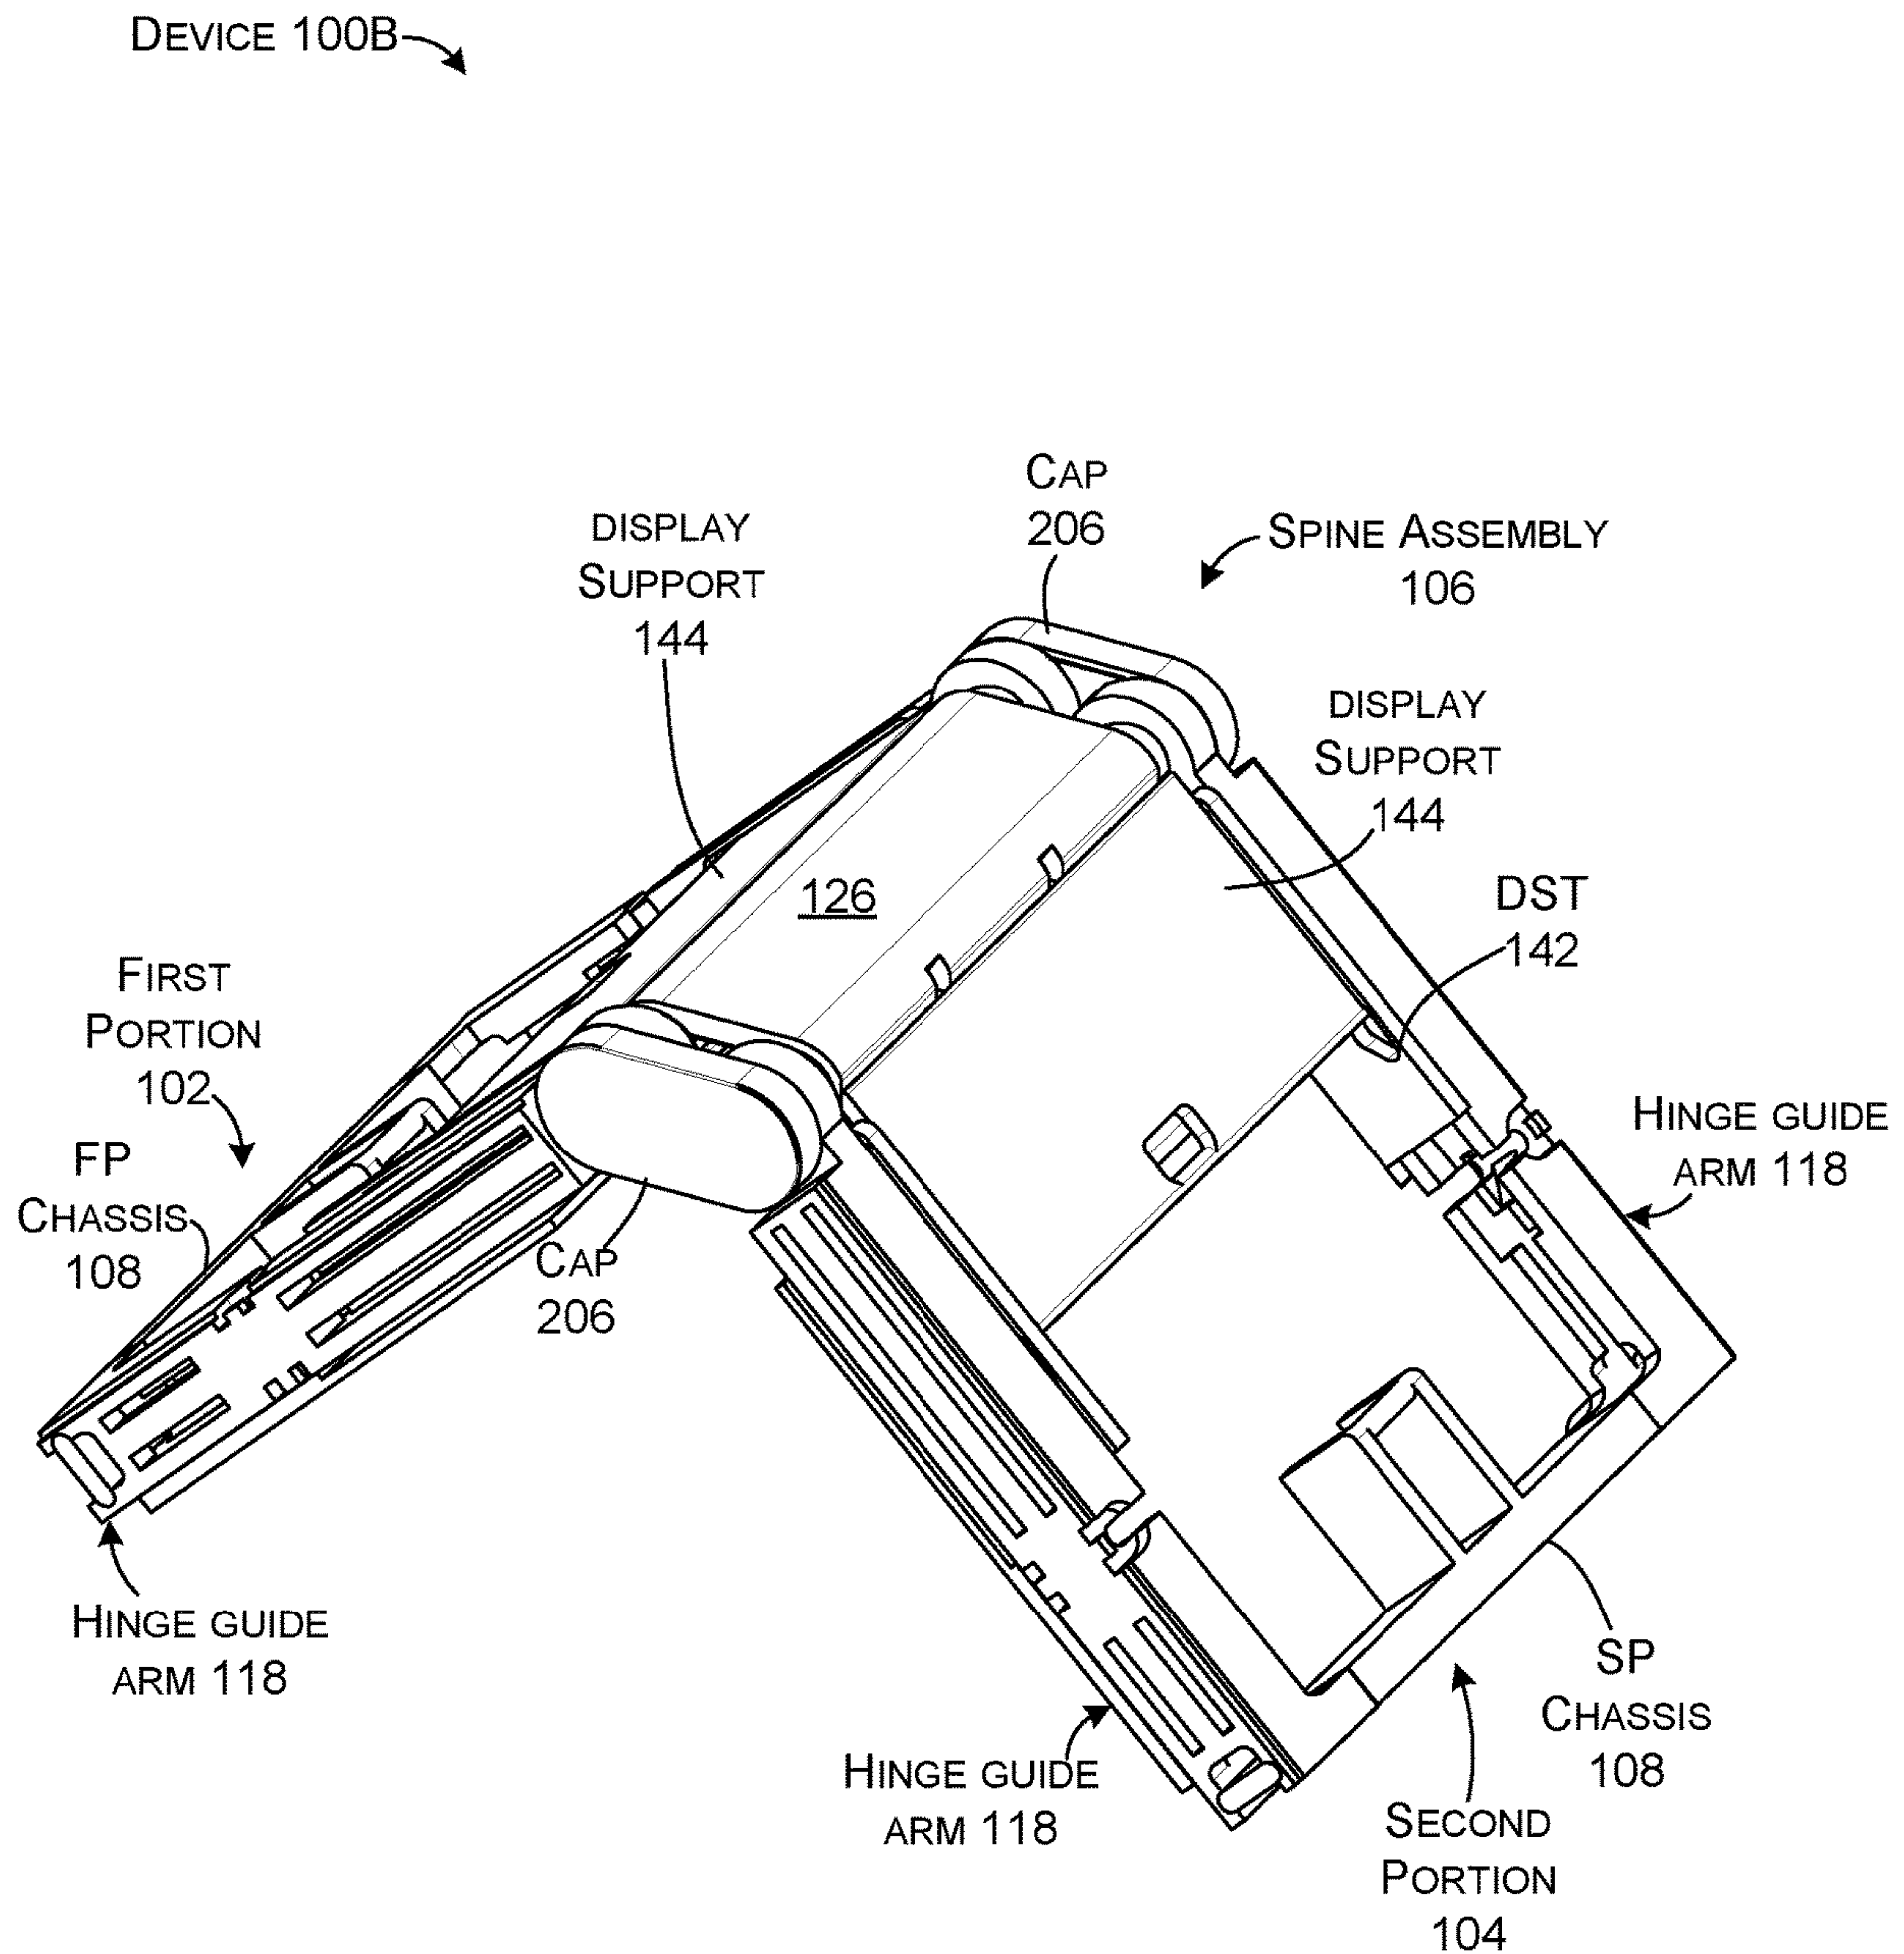 DEVICE 100B
CAP
206
DISPLAY
SUPPORT
144
SPINE ASSEMBLY
106
DISPLAY
SUPPORT
144
126
DST
142
FIRST
PORTION
102
FP
CHASSIS
108
HINGE GUIDE
ARM 118
CAP
206
HINGE GUIDE
ARM 118
HINGE GUIDE
ARM 118
SP
CHASSIS
108
SECOND
PORTION
104